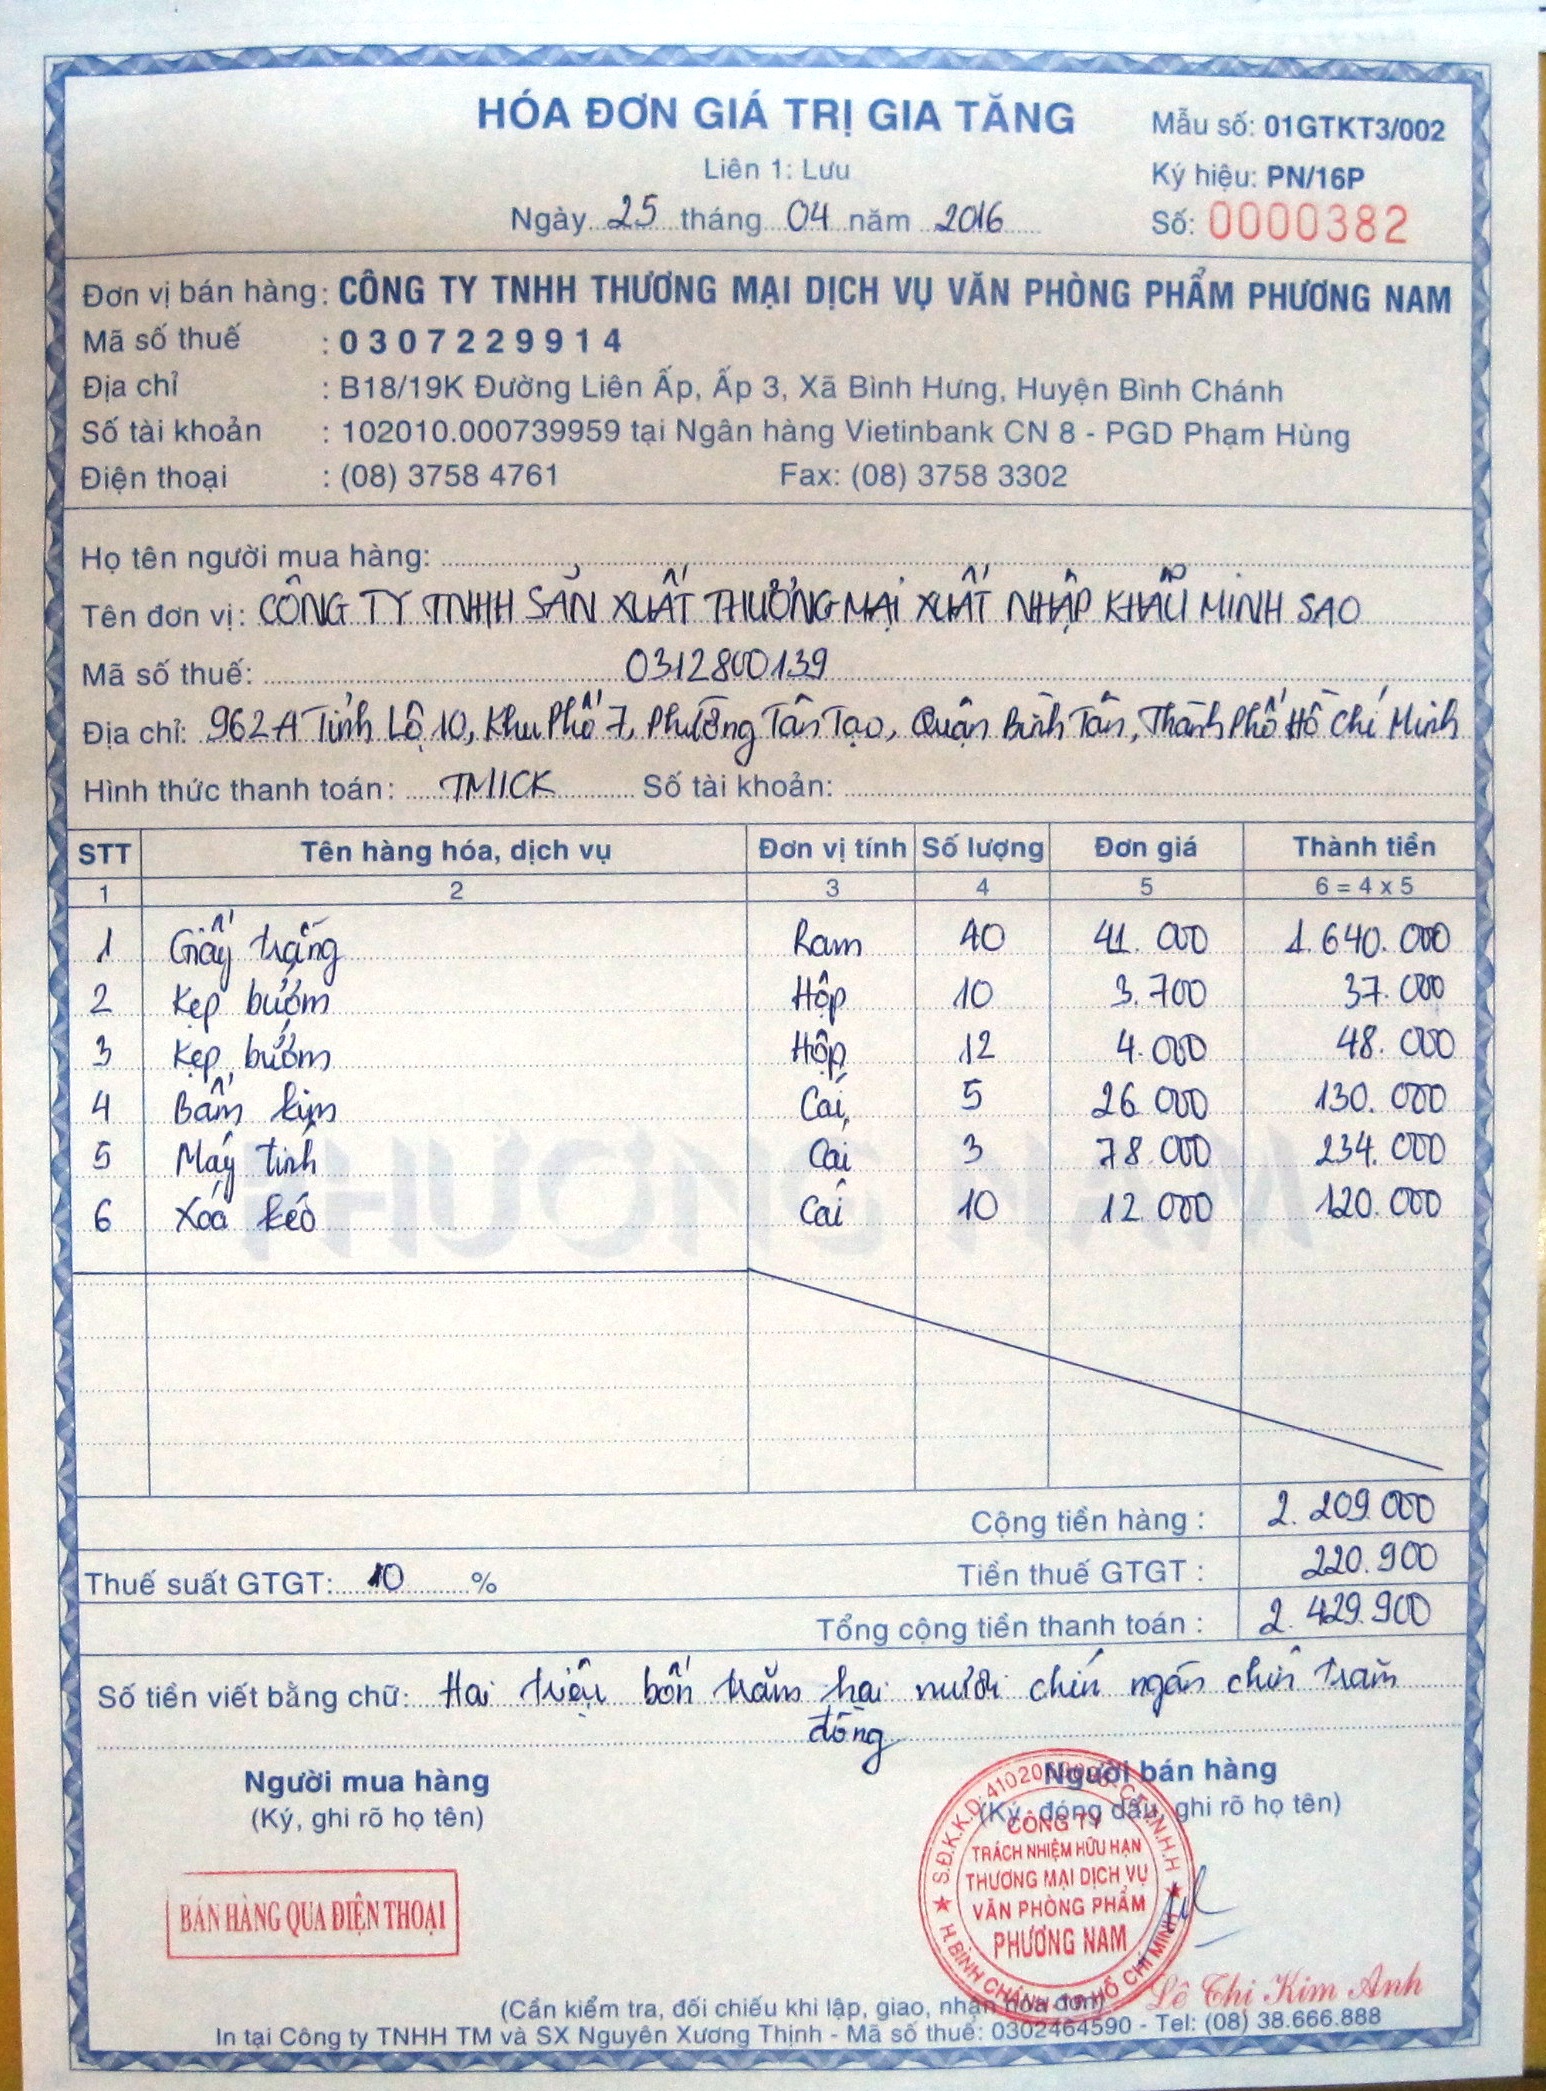 HÓA ĐƠN GIÁ TRỊ GIA TĂNG
Mẫu số: 01GTKT3/002
Liên 1: Lưu
Ký hiệu: PN/16P
Ngày 25 tháng 04 năm 2016
Số: 0000382
Đơn vị bán hàng: CÔNG TY TNHH THƯƠNG MẠI DỊCH VỤ VĂN PHÒNG PHẨM PHƯƠNG NAM
Mã số thuế : 0307229914
Địa chỉ : B18/19K Đường Liên Ấp, Ấp 3, Xã Bình Hưng, Huyện Bình Chánh
Số tài khoản : 102010.000739959 tại Ngân hàng Vietinbank CN 8 - PGD Phạm Hùng
Điện thoại : (08) 3758 4761 Fax: (08) 3758 3302
Họ tên người mua hàng:
Tên đơn vị: CÔNG TY TNHH SẢN XUẤT THƯƠNG MẠI XUẤT NHẬP KHẨU MINH SAO
Mã số thuế: 0312800139
Địa chỉ: 962A Tỉnh Lộ 10, Khu Phố 7, Phường Tân Tạo, Quận Bình Tân, Thành Phố Hồ Chí Minh
Hình thức thanh toán: TM/CK Số tài khoản:
STT Tên hàng hóa, dịch vụ Đơn vị tính Số lượng Đơn giá Thành tiền
1 2 3 4 5 6 = 4 x 5
1 Giấy trắng Ram 40 41.000 1.640.000
2 Kẹp bướm Hộp 10 3.700 37.000
3 Kẹp bướm Hộp 12 4.000 48.000
4 Bấm kim Cái 5 26.000 130.000
5 Máy tính Cái 3 78.000 234.000
6 Xoá kéo Cái 10 12.000 120.000
PHƯƠNG NAM
Cộng tiền hàng: 2.209.000
Thuế suất GTGT: 10 % Tiền thuế GTGT: 220.900
Tổng cộng tiền thanh toán: 2.429.900
Số tiền viết bằng chữ: Hai triệu bốn trăm hai mươi chín ngàn chín trăm
đồng
Người mua hàng Người bán hàng
(Ký, ghi rõ họ tên) (Ký, đóng dấu, ghi rõ họ tên)
CÔNG TY
TRÁCH NHIỆM HỮU HẠN
THƯƠNG MẠI DỊCH VỤ
VĂN PHÒNG PHẨM
PHƯƠNG NAM
BÁN HÀNG QUA ĐIỆN THOẠI
Lê Thị Kim Anh
(Cần kiểm tra, đối chiếu khi lập, giao, nhận hóa đơn)
In tại Công ty TNHH TM và SX Nguyên Xương Thịnh - Mã số thuế: 0302464590 - Tel: (08) 38.666.888